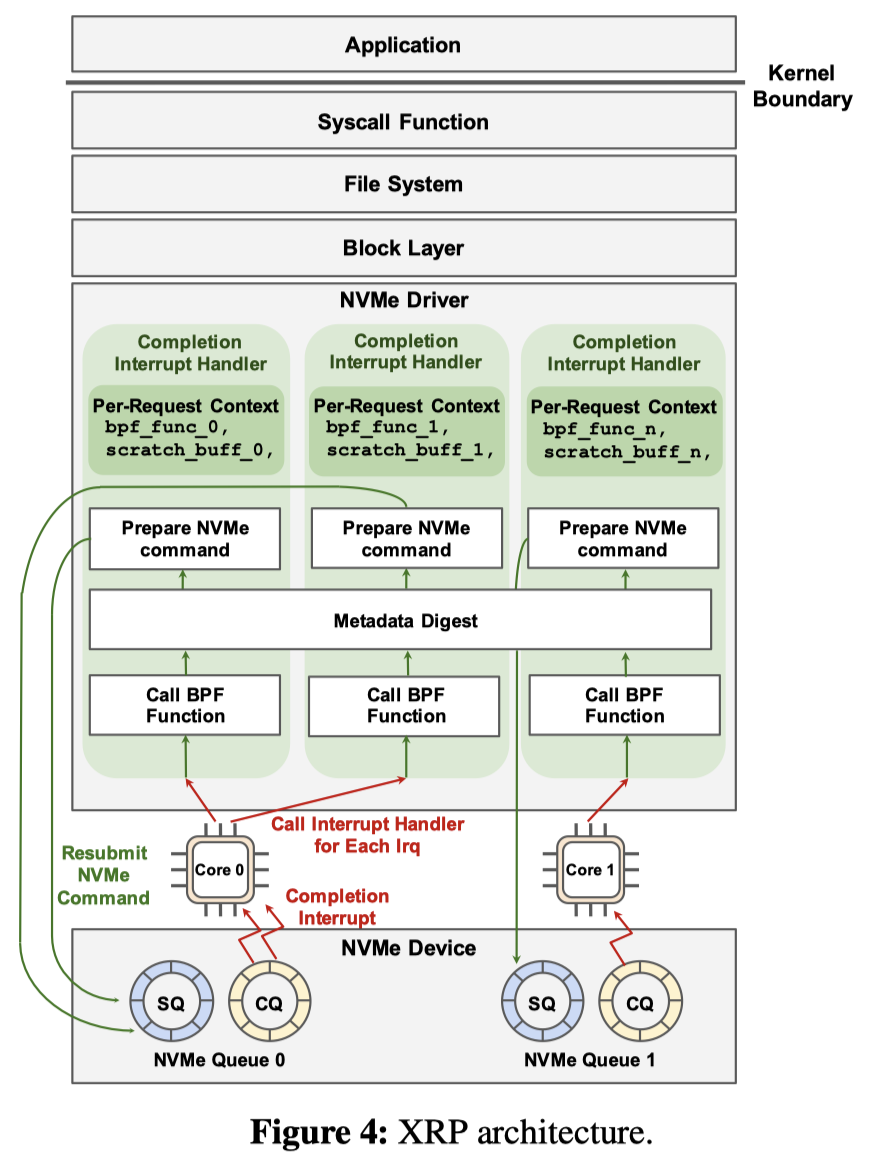 Application
Kernel
Boundary
Syscall Function
File System
Block Layer
NVMe Driver
Completion
Interrupt Handler
Per-Request Context
bpf_func_0,
scratch_buff_0,
Prepare NVMe
command
Completion
Interrupt Handler
Per-Request Context
bpf_func_1,
scratch_buff_1,
Prepare NVMe
command
Completion
Interrupt Handler
Per-Request Context
bpf_func_n,
scratch_buff_n,
Prepare NVMe
command
Metadata Digest
Call BPF
Function
Call BPF
Function
Call BPF
Function
Call Interrupt Handler
for Each Irq
Resubmit
NVMe
Command
Core 0
Core 1
Completion
Interrupt
NVMe Device
SQ
CQ
SQ
CQ
NVMe Queue 0
NVMe Queue 1
Figure 4: XRP architecture.